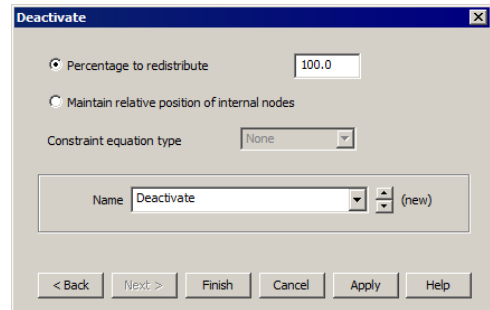 Deactivate
Percentage to redistribute 100.0
Maintain relative position of internal nodes
Constraint equation type None
Name Deactivate (new)
< Back Next > Finish Cancel Apply Help